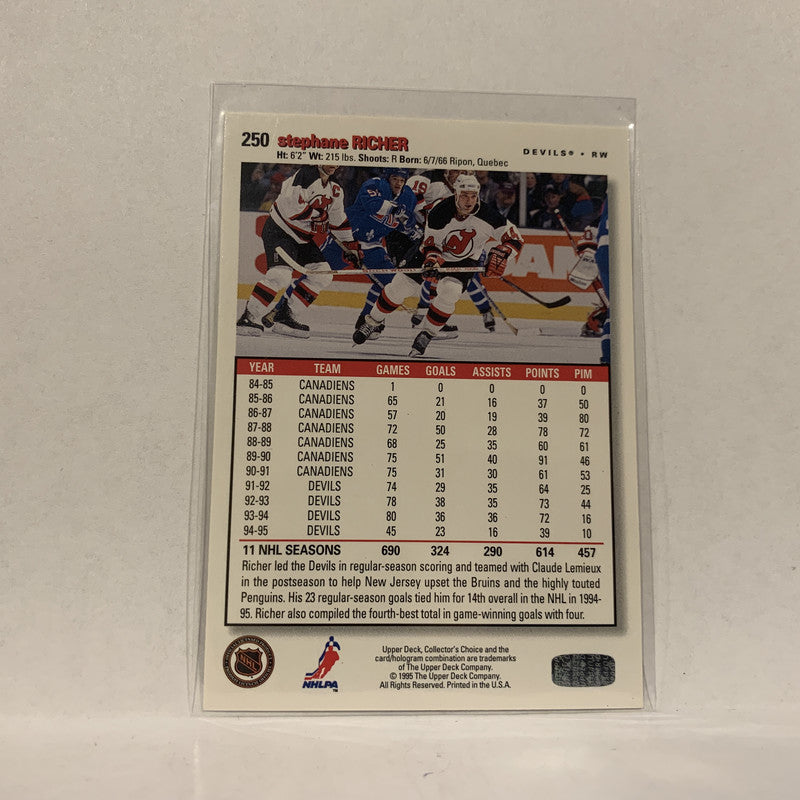 250 stephane RICHER
DEVILS® • RW
Ht: 6'2" Wt: 215 lbs. Shoots: R Born: 6/7/66 Ripon, Quebec
C
19
YEAR TEAM GAMES GOALS ASSISTS POINTS PIM
84-85 CANADIENS 1 0 0 0 0
85-86 CANADIENS 65 21 16 37 50
86-87 CANADIENS 57 20 19 39 80
87-88 CANADIENS 72 50 28 78 72
88-89 CANADIENS 68 25 35 60 61
89-90 CANADIENS 75 51 40 91 46
90-91 CANADIENS 75 31 30 61 53
91-92 DEVILS 74 29 35 64 25
92-93 DEVILS 78 38 35 73 44
93-94 DEVILS 80 36 36 72 16
94-95 DEVILS 45 23 16 39 10
11 NHL SEASONS 690 324 290 614 457
Richer led the Devils in regular-season scoring and teamed with Claude Lemieux
in the postseason to help New Jersey upset the Bruins and the highly touted
Penguins. His 23 regular-season goals tied him for 14th overall in the NHL in 1994-
95. Richer also compiled the fourth-best total in game-winning goals with four.
NHL
NHLPA
Upper Deck, Collector's Choice and the
card/hologram combination are trademarks
of The Upper Deck Company.
© 1995 The Upper Deck Company.
All Rights Reserved. Printed in the U.S.A.